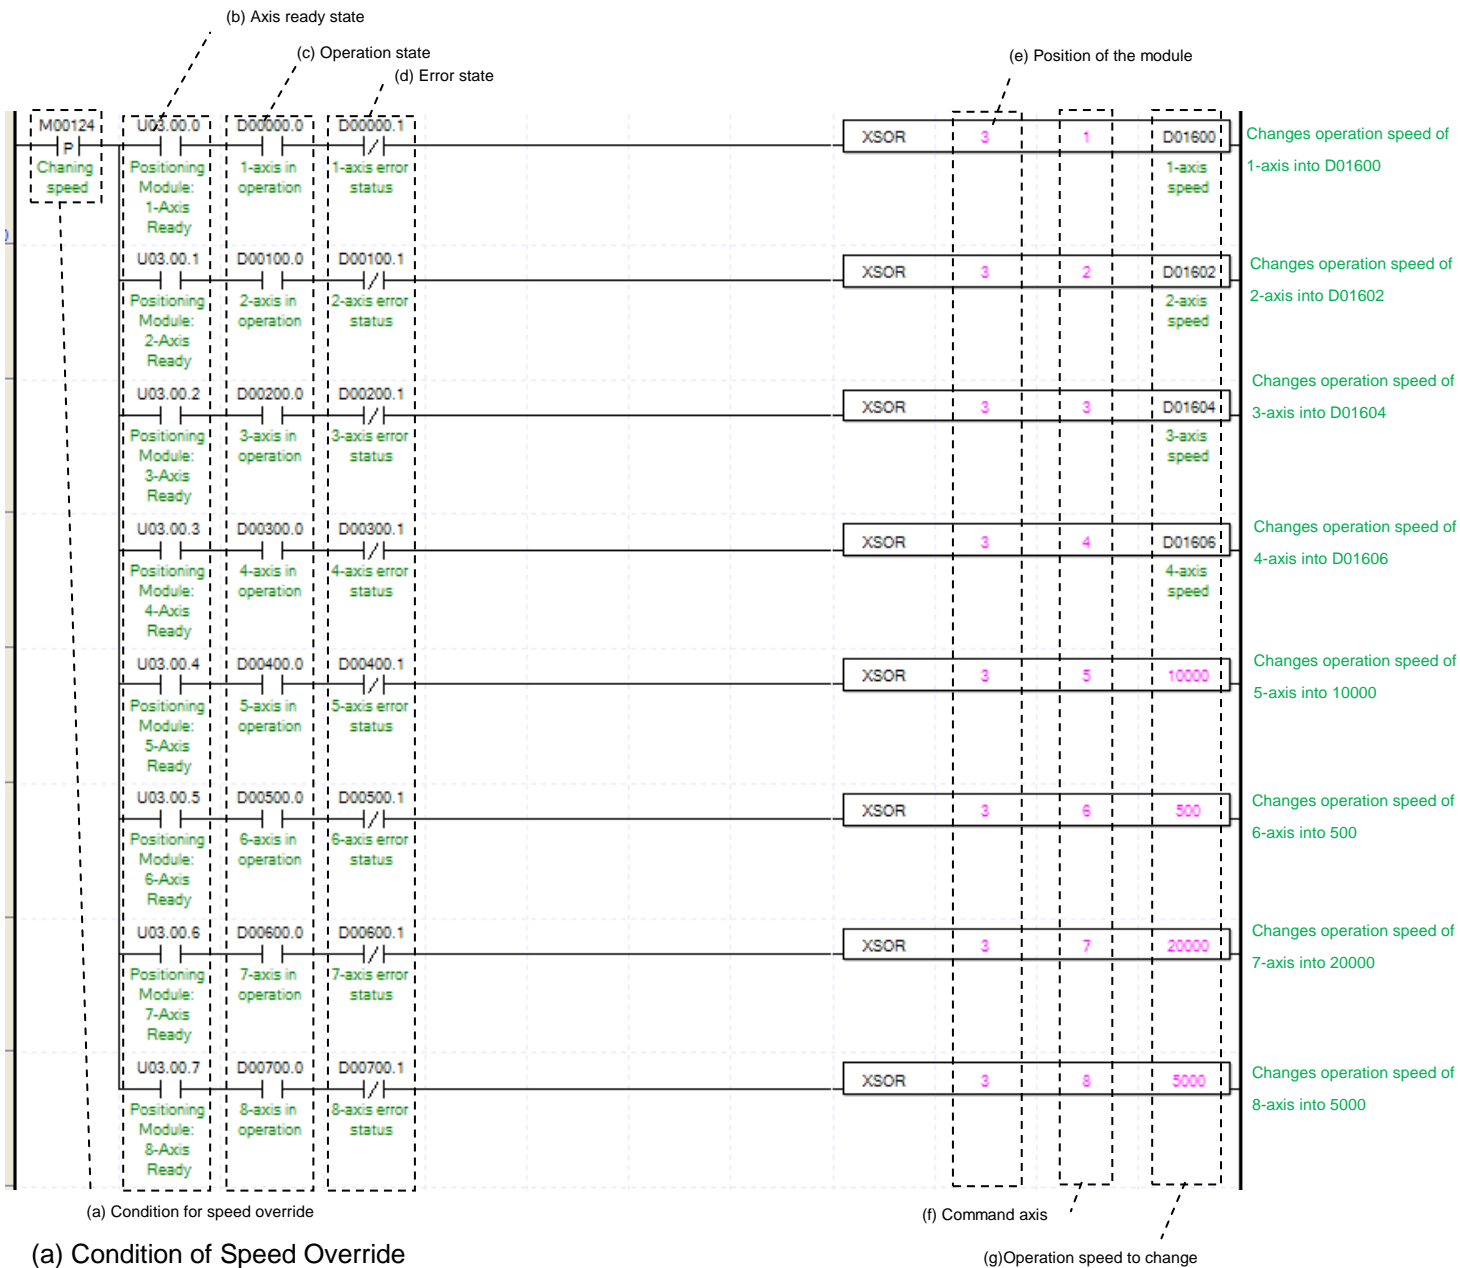 (b) Axis ready state
(c) Operation state
(d) Error state
(e) Position of the module
M00124
P
Chaning
speed
U03.00.0 D00000.0 D00000.1
XSOR 3 1 D01600
Positioning
Module:
1-Axis
Ready
1-axis in
operation
1-axis error
status
1-axis
speed
Changes operation speed of
1-axis into D01600
U03.00.1 D00100.0 D00100.1
XSOR 3 2 D01602
Positioning
Module:
2-Axis
Ready
2-axis in
operation
2-axis error
status
2-axis
speed
Changes operation speed of
2-axis into D01602
U03.00.2 D00200.0 D00200.1
XSOR 3 3 D01604
Positioning
Module:
3-Axis
Ready
3-axis in
operation
3-axis error
status
3-axis
speed
Changes operation speed of
3-axis into D01604
U03.00.3 D00300.0 D00300.1
XSOR 3 4 D01606
Positioning
Module:
4-Axis
Ready
4-axis in
operation
4-axis error
status
4-axis
speed
Changes operation speed of
4-axis into D01606
U03.00.4 D00400.0 D00400.1
XSOR 3 5 10000
Positioning
Module:
5-Axis
Ready
5-axis in
operation
5-axis error
status
Changes operation speed of
5-axis into 10000
U03.00.5 D00500.0 D00500.1
XSOR 3 6 500
Positioning
Module:
6-Axis
Ready
6-axis in
operation
6-axis error
status
Changes operation speed of
6-axis into 500
U03.00.6 D00600.0 D00600.1
XSOR 3 7 20000
Positioning
Module:
7-Axis
Ready
7-axis in
operation
7-axis error
status
Changes operation speed of
7-axis into 20000
U03.00.7 D00700.0 D00700.1
XSOR 3 8 5000
Positioning
Module:
8-Axis
Ready
8-axis in
operation
8-axis error
status
Changes operation speed of
8-axis into 5000
(a) Condition for speed override
(f) Command axis
(g)Operation speed to change
(a) Condition of Speed Override